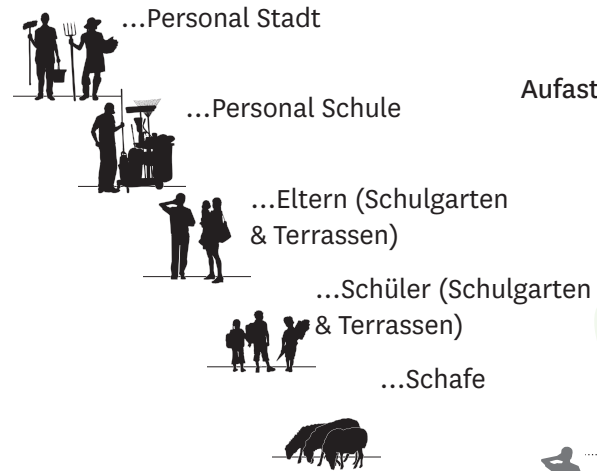 ...Personal Stadt
Aufast
...Personal Schule
...Eltern (Schulgarten
& Terrassen)
...Schüler (Schulgarten
& Terrassen)
...Schafe